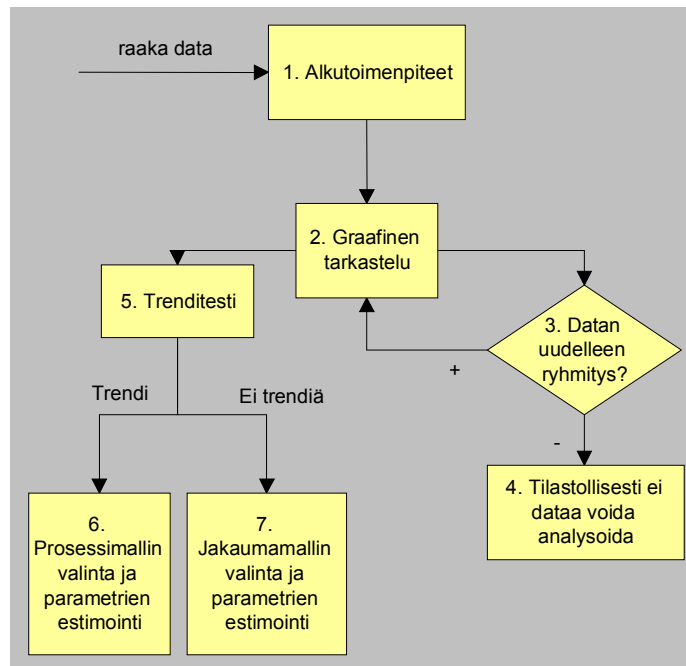 raaka data
1. Alkutoimenpiteet
2. Graafinen
tarkastelu
5. Trenditesti
3. Datan
uudelleen
ryhmitys?
+
-
Trendi
Ei trendiä
4. Tilastollisesti ei
dataa voida
analysoida
6.
Prosessimallin
valinta ja
parametrien
estimointi
7.
Jakaumamallin
valinta ja
parametrien
estimointi